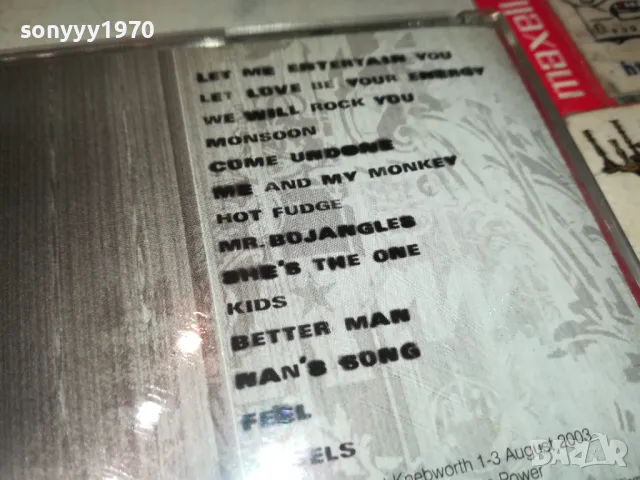 sonyyy1970
LET ME ENTERTAIN YOU
LET LOVE BE YOUR ENERGY
WE WILL ROCK YOU
MONSOON
COME UNDONE
ME AND MY MONKEY
HOT FUDGE
MR. BOJANGLES
SHE'S THE ONE
KIDS
BETTER MAN
NAN'S SONG
FEEL
ELS
Knebworth 1-3 August 2003
Power
maxell
BAZAR